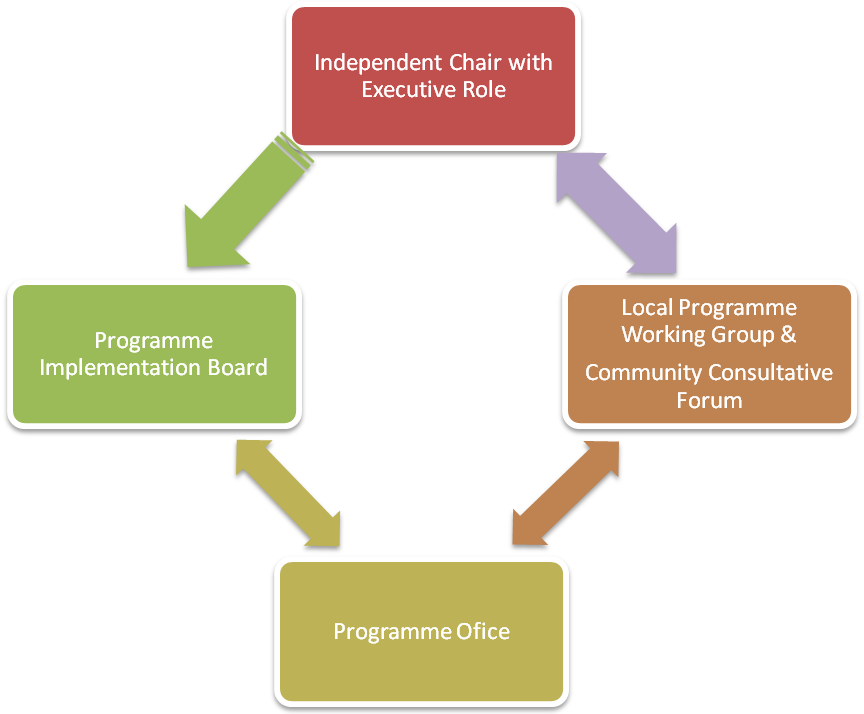 Independent Chair with
Executive Role
Programme
Implementation Board
Local Programme
Working Group &
Community Consultative
Forum
Programme Ofice